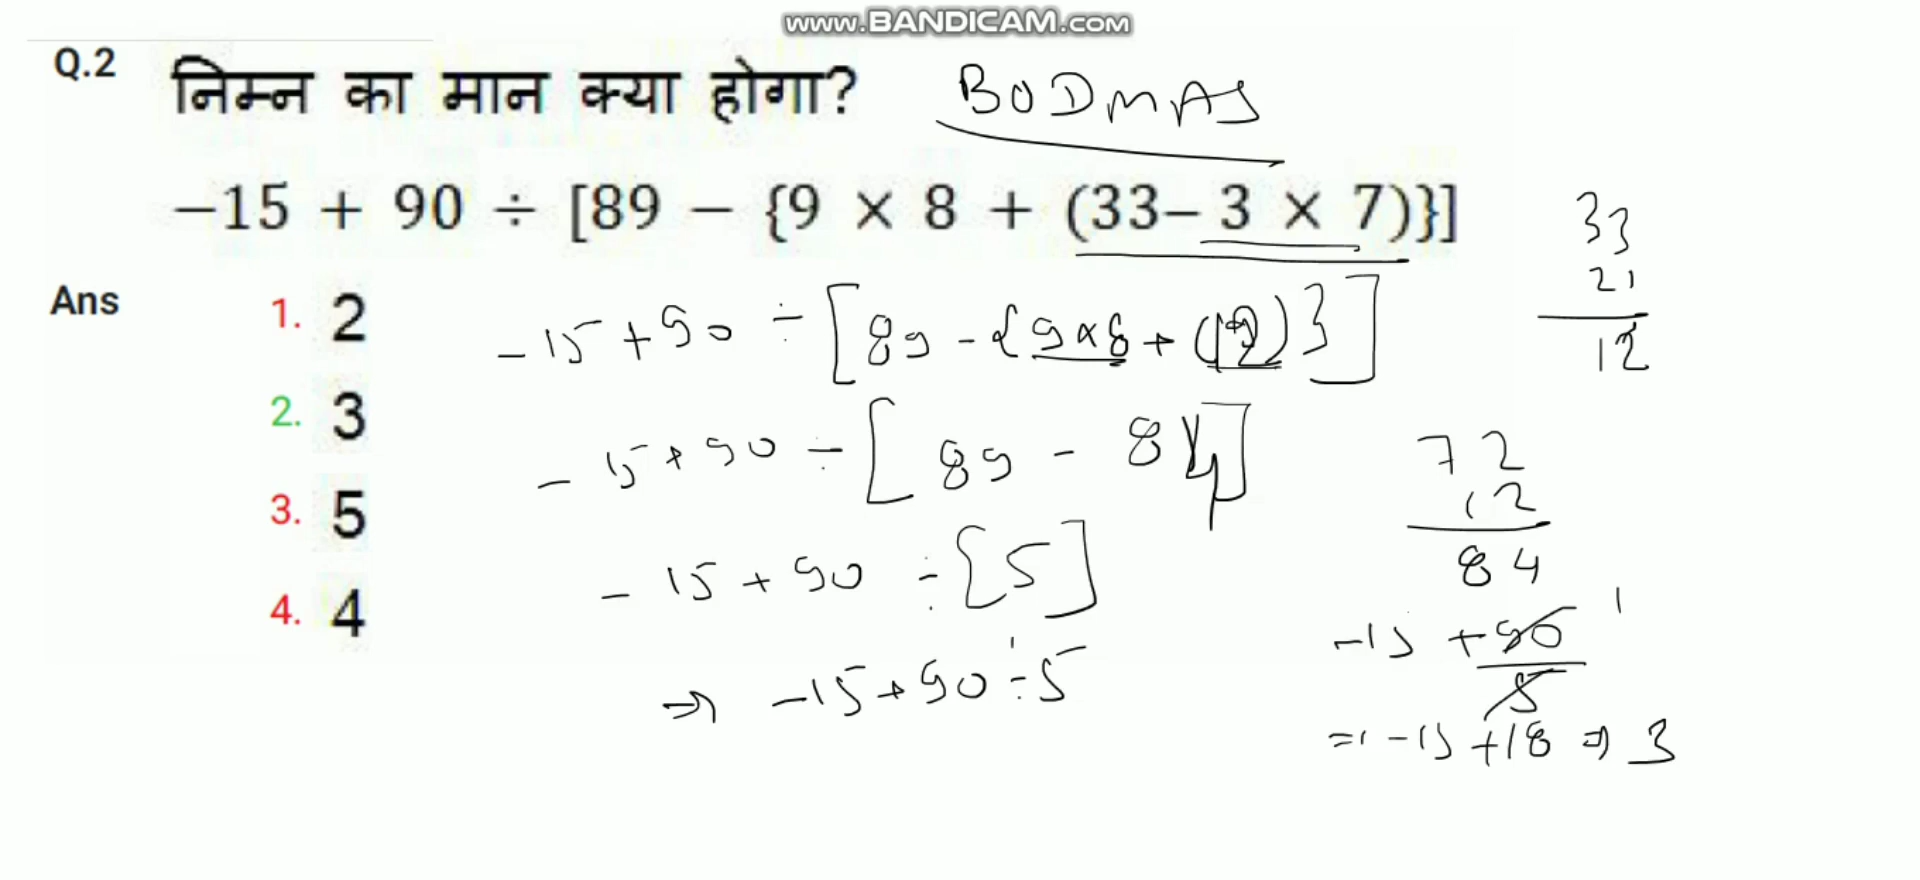 www.BANDICAM.com
Q.2 निम्न का मान क्या होगा? BODMAS
−15 + 90 ÷ [89 − {9 × 8 + (33− 3 × 7)}]
Ans
1. 2
2. 3
3. 5
4. 4
- 15 + 90 ÷ [89 - {9×8 + (12)}]
- 15 + 90 ÷ [89 - 84]
- 15 + 90 ÷ [5]
⇒ -15 + 90 ÷ 5
33
21
12
72
12
84
-15 + 90
5
= -15 + 18 ⇒ 3